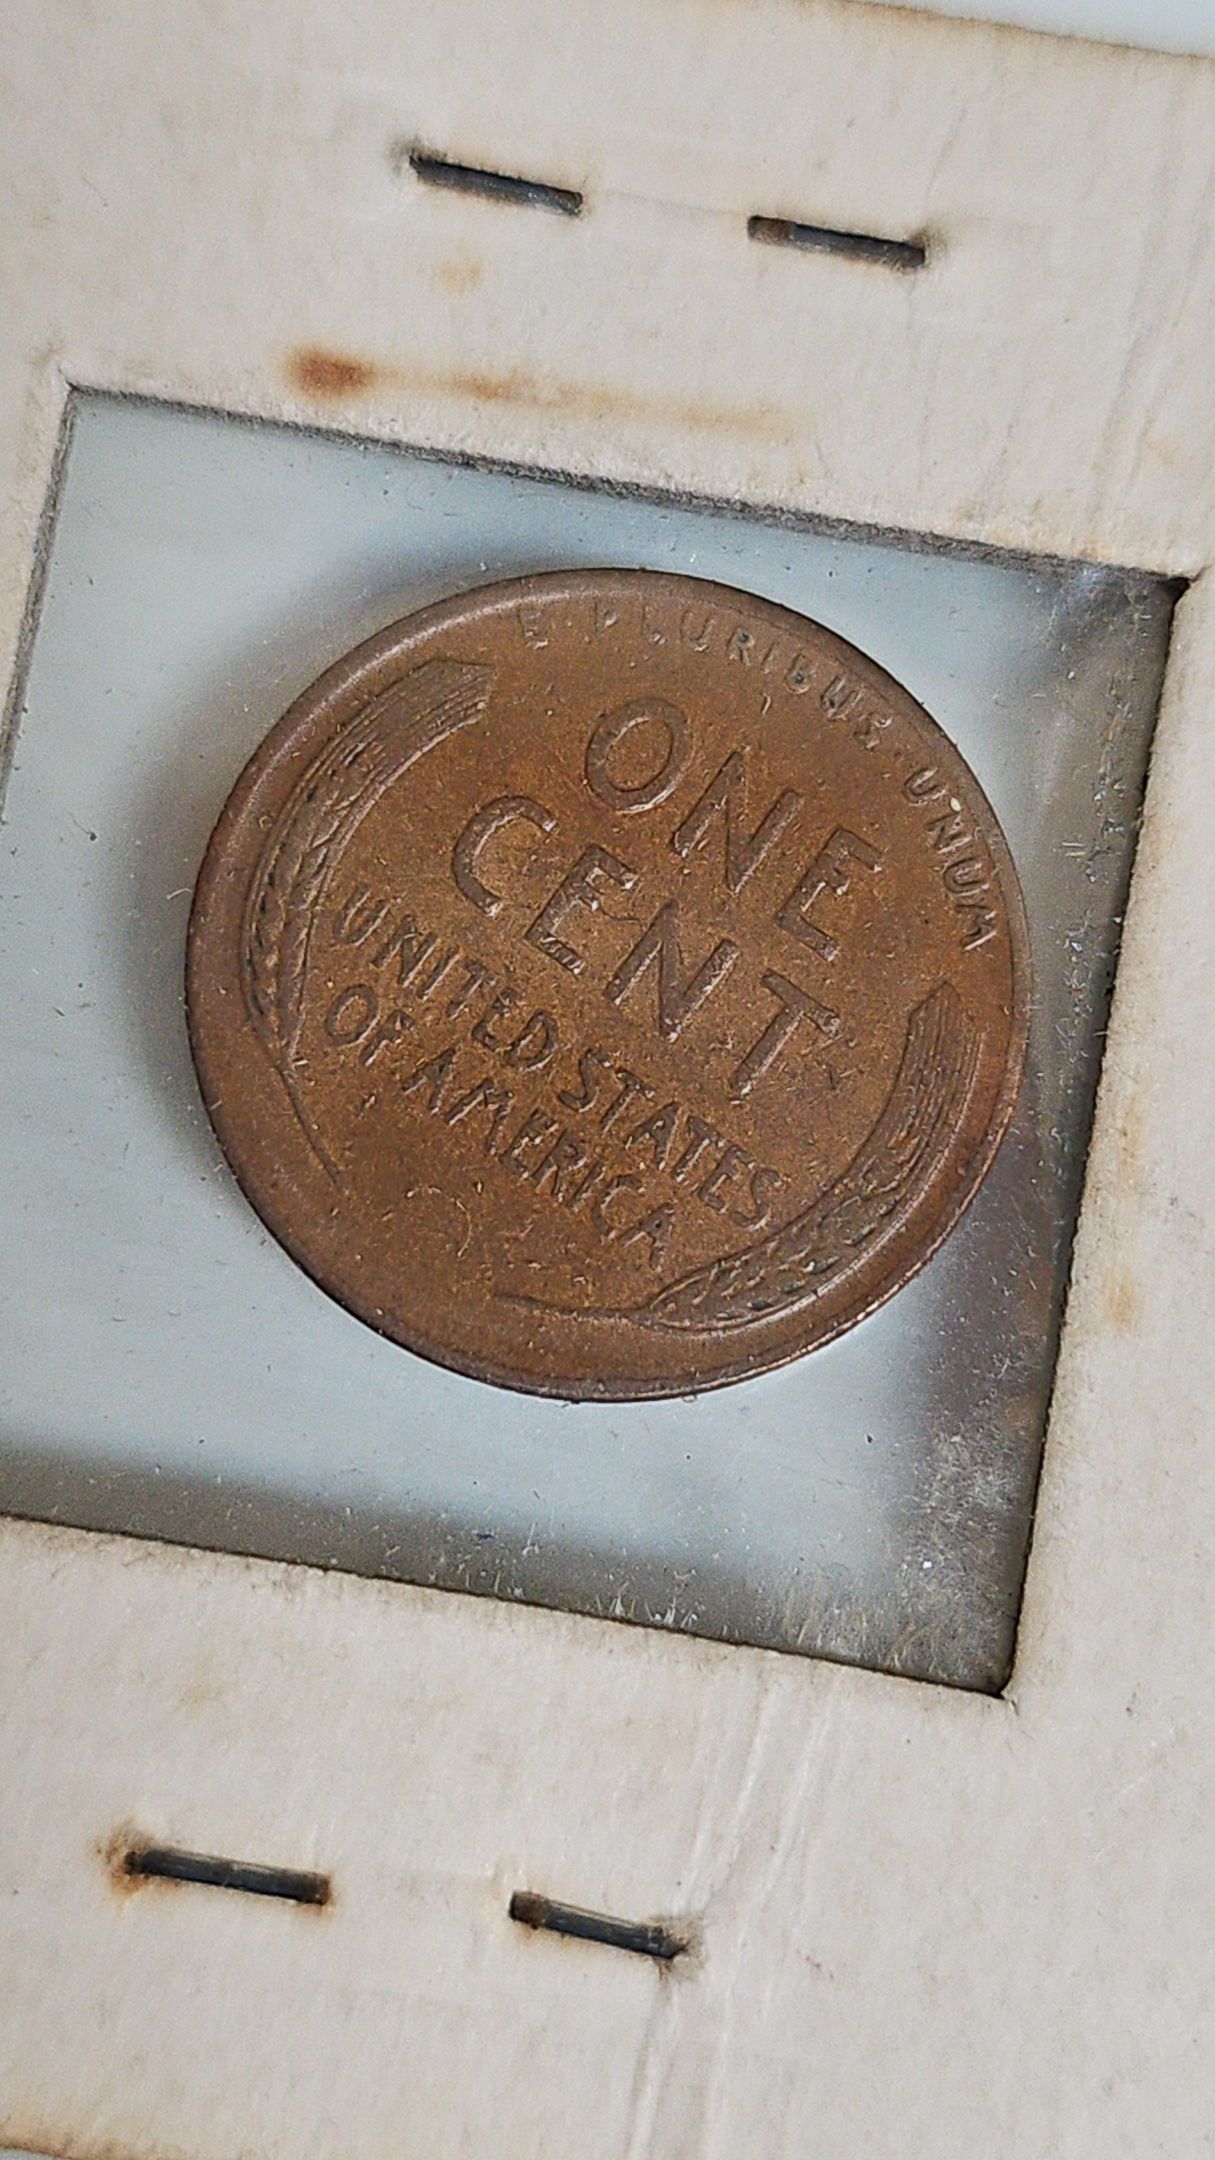 E·PLURIBUS·UNUM
ONE
CENT
UNITED STATES
OF AMERICA